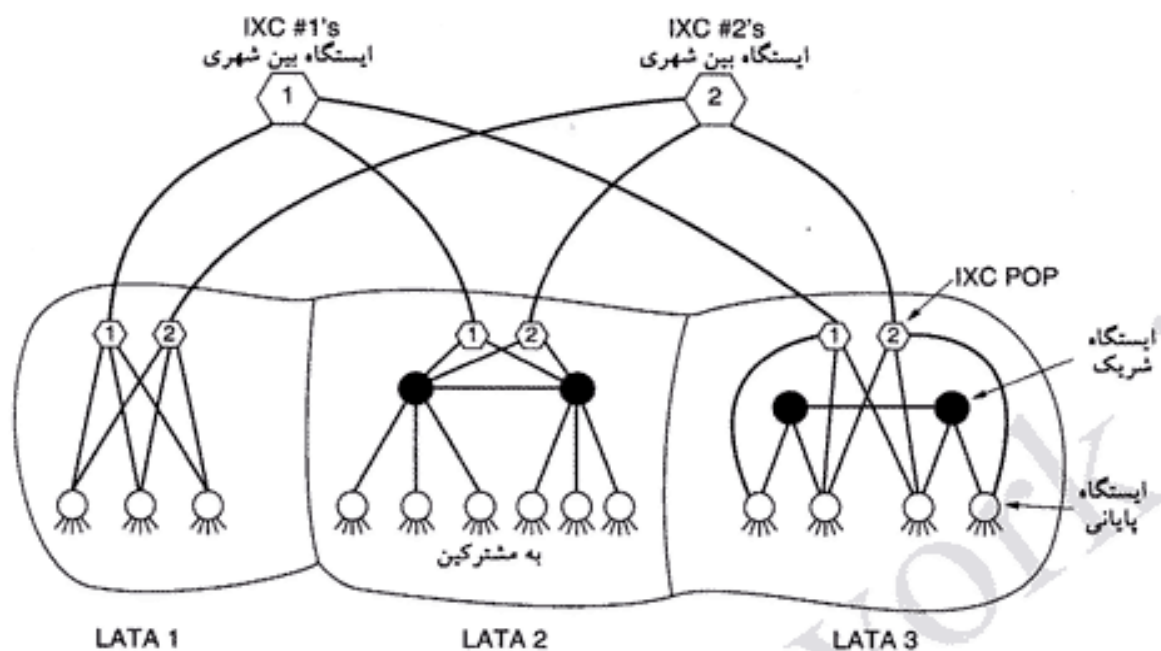 IXC #1's
ایستگاه بین شهری
1
IXC #2's
ایستگاه بین شهری
2
IXC POP
1
2
1
2
1
2
ایستگاه
شریک
ایستگاه
پایانی
به مشترکین
LATA 1
LATA 2
LATA 3
york